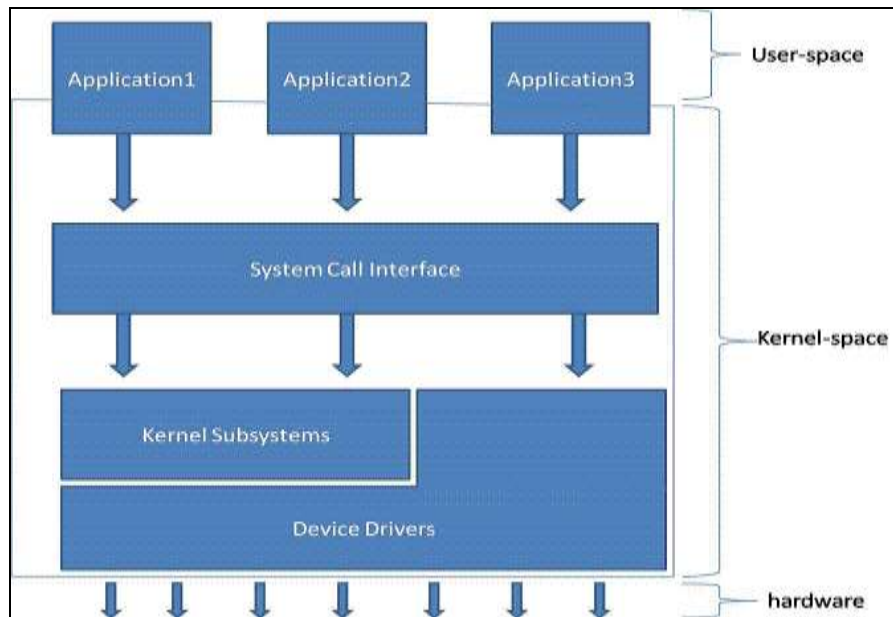 Application1
Application2
Application3
User-space
System Call Interface
Kernel-space
Kernel Subsystems
Device Drivers
hardware